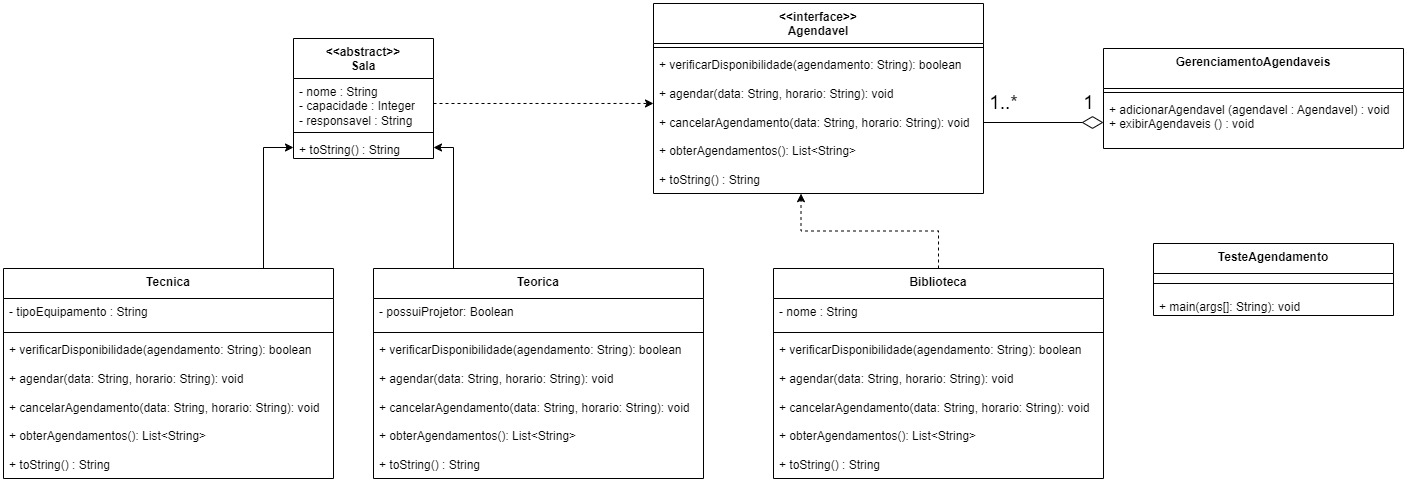 <<abstract>>
Sala
- nome : String
- capacidade : Integer
- responsavel : String
+ toString() : String
<<interface>>
Agendavel
+ verificarDisponibilidade(agendamento: String): boolean
+ agendar(data: String, horario: String): void
+ cancelarAgendamento(data: String, horario: String): void
+ obterAgendamentos(): List<String>
+ toString() : String
1..*
1
GerenciamentoAgendaveis
+ adicionarAgendavel (agendavel : Agendavel) : void
+ exibirAgendaveis () : void
Tecnica
- tipoEquipamento : String
+ verificarDisponibilidade(agendamento: String): boolean
+ agendar(data: String, horario: String): void
+ cancelarAgendamento(data: String, horario: String): void
+ obterAgendamentos(): List<String>
+ toString() : String
Teorica
- possuiProjetor: Boolean
+ verificarDisponibilidade(agendamento: String): boolean
+ agendar(data: String, horario: String): void
+ cancelarAgendamento(data: String, horario: String): void
+ obterAgendamentos(): List<String>
+ toString() : String
Biblioteca
- nome : String
+ verificarDisponibilidade(agendamento: String): boolean
+ agendar(data: String, horario: String): void
+ cancelarAgendamento(data: String, horario: String): void
+ obterAgendamentos(): List<String>
+ toString() : String
TesteAgendamento
+ main(args[]: String): void